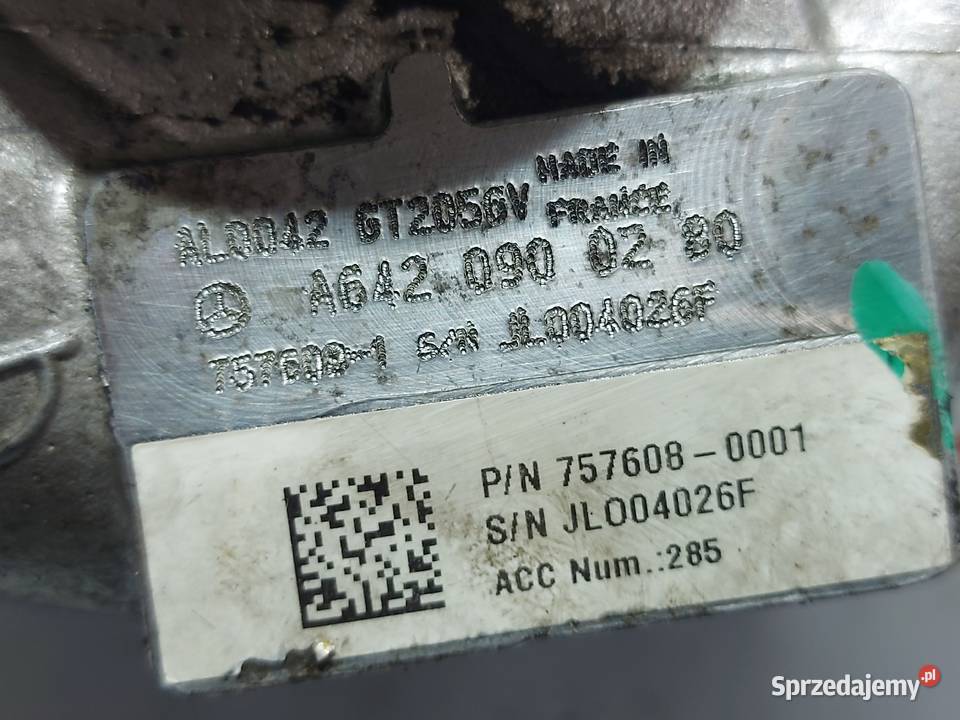 AL0042 GT2056V MADE IN FRANCE
A642 090 02 80
757608-1 S/N JL004026F
P/N 757608-0001
S/N JL004026F
ACC Num.:285
Sprzedajemy.pl